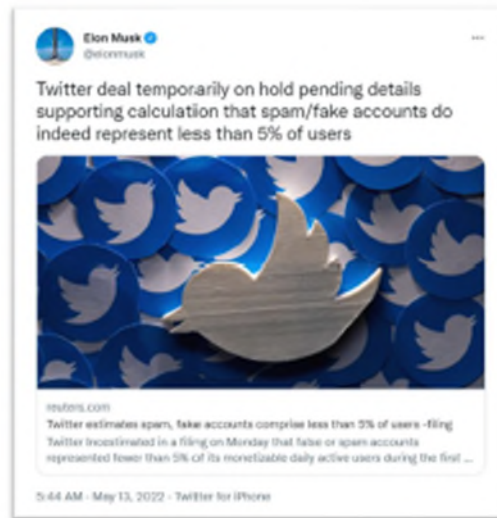 Elon Musk
@elonmusk
Twitter deal temporarily on hold pending details
supporting calculation that spam/fake accounts do
indeed represent less than 5% of users
reuters.com
Twitter estimates spam, fake accounts comprise less than 5% of users -filing
Twitter Incestimated in a filing on Monday that false or spam accounts
represented fewer than 5% of its monetizable daily active users during the first ...
5:44 AM · May 13, 2022 · Twitter for iPhone